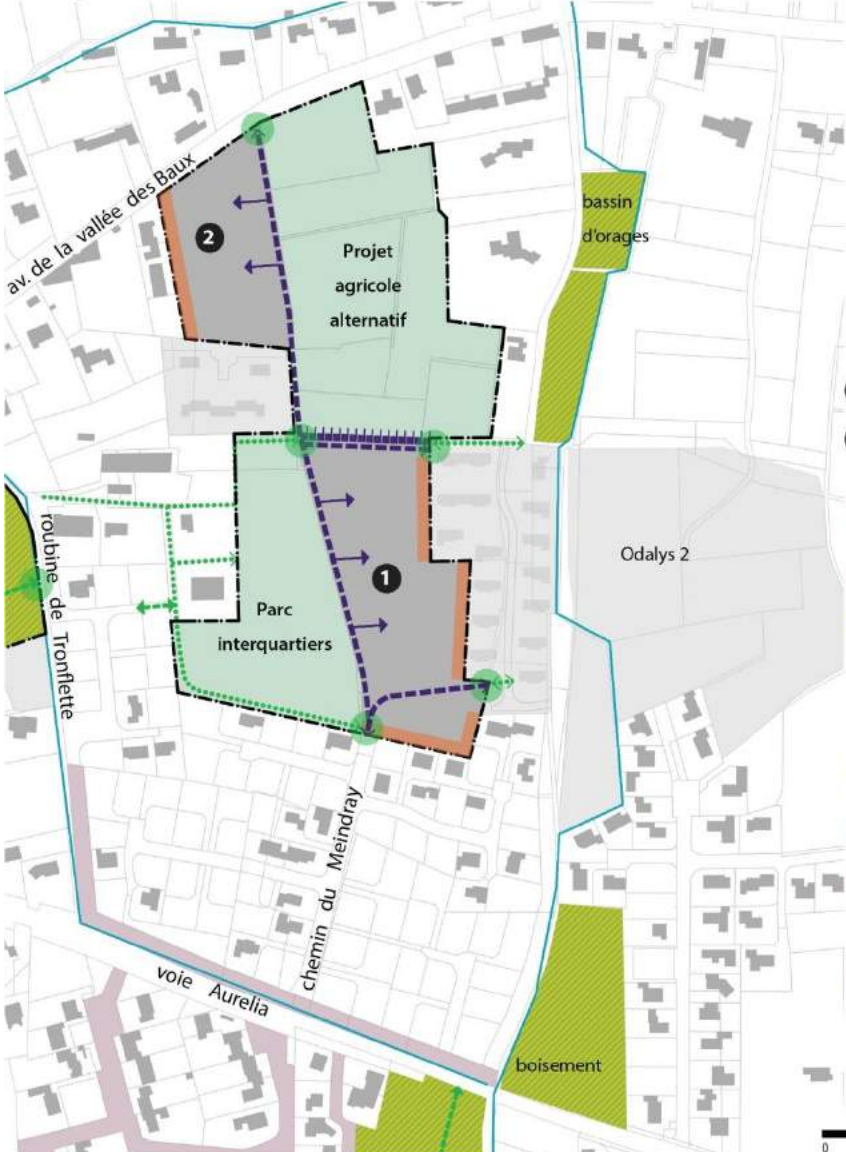 bassin
d'orages
av. de la vallée des Baux
2
Projet
agricole
alternatif
roubine de Tronflette
Odalys 2
1
Parc
interquartiers
chemin du Meindray
voie Aurelia
boisement
0